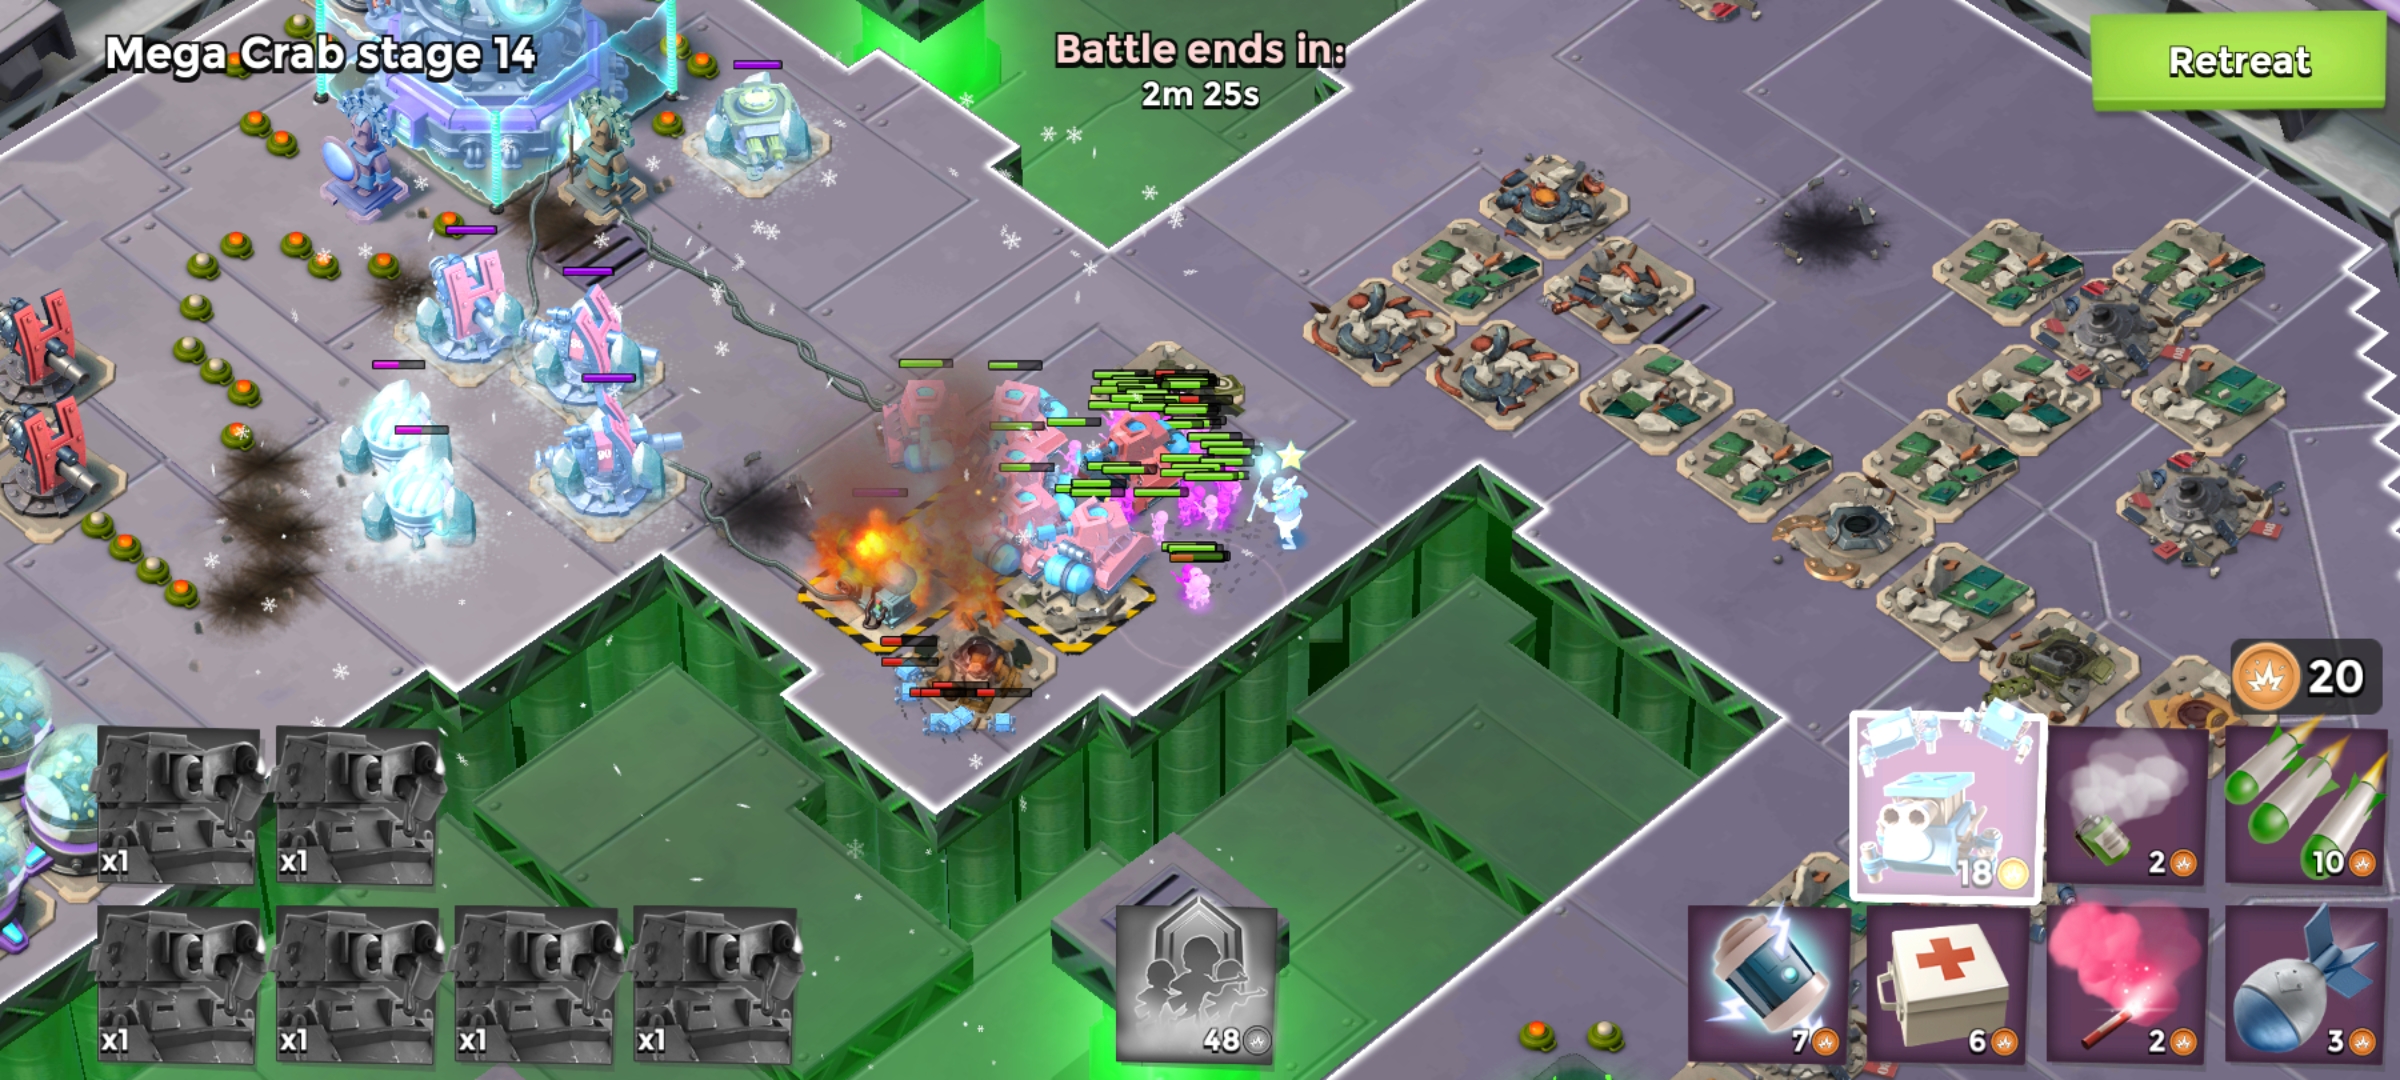 Mega Crab stage 14
Battle ends in:
2m 25s
Retreat
20
x1
x1
18
2
10
x1
x1
x1
x1
48
7
6
2
3